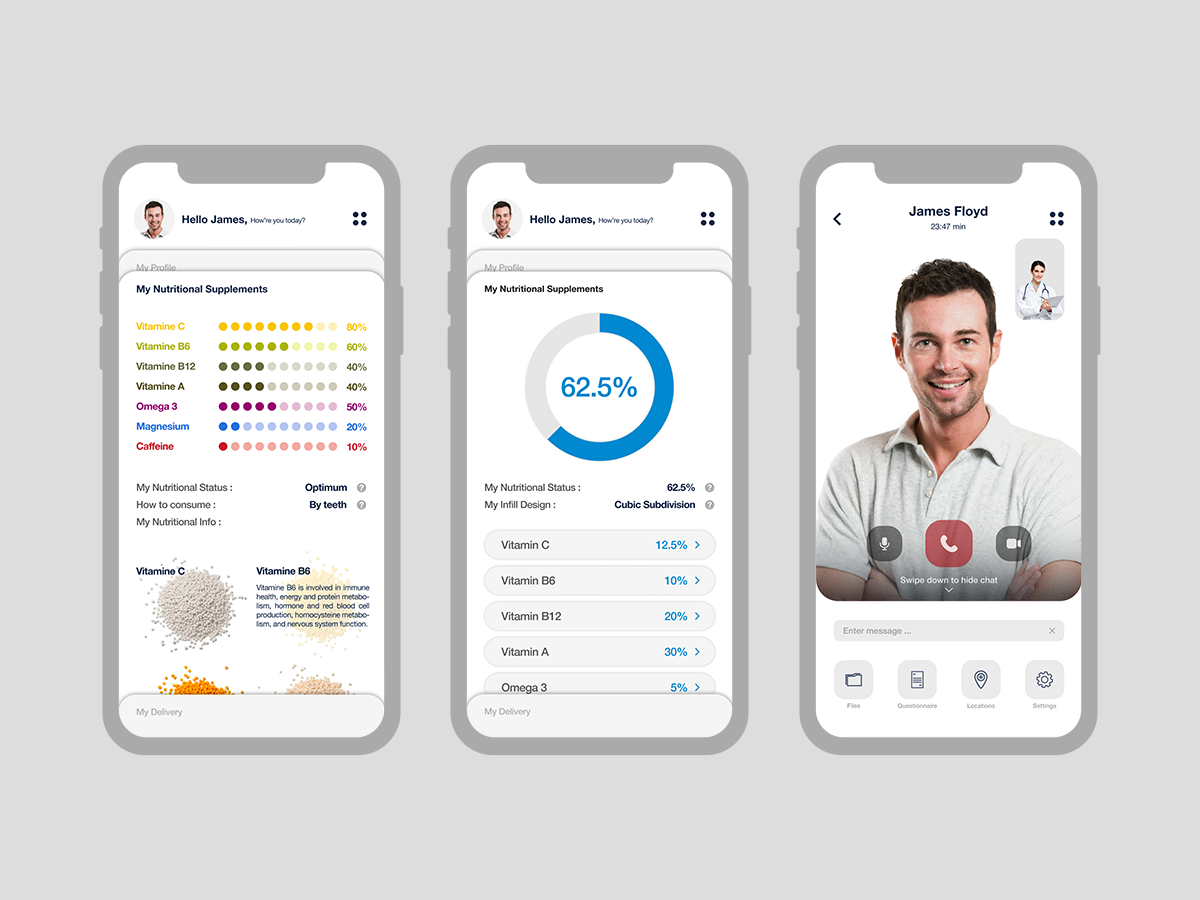 Hello James, How're you today?
My Profile
My Nutritional Supplements
Vitamine C 80%
Vitamine B6 60%
Vitamine B12 40%
Vitamine A 40%
Omega 3 50%
Magnesium 20%
Caffeine 10%
My Nutritional Status : Optimum ?
How to consume : By teeth ?
My Nutritional Info :
Vitamine C
Vitamine B6
Vitamine B6 is involved in immune
health, energy and protein metabo-
lism, hormone and red blood cell
production, homocysteine metabo-
lism, and nervous system function.
My Delivery
Hello James, How're you today?
My Profile
My Nutritional Supplements
62.5%
My Nutritional Status : 62.5% ?
My Infill Design : Cubic Subdivision ?
Vitamin C 12.5%
Vitamin B6 10%
Vitamin B12 20%
Vitamin A 30%
Omega 3 5%
My Delivery
James Floyd
23:47 min
Swipe down to hide chat
Enter message ...
Files Questionnaire Locations Settings